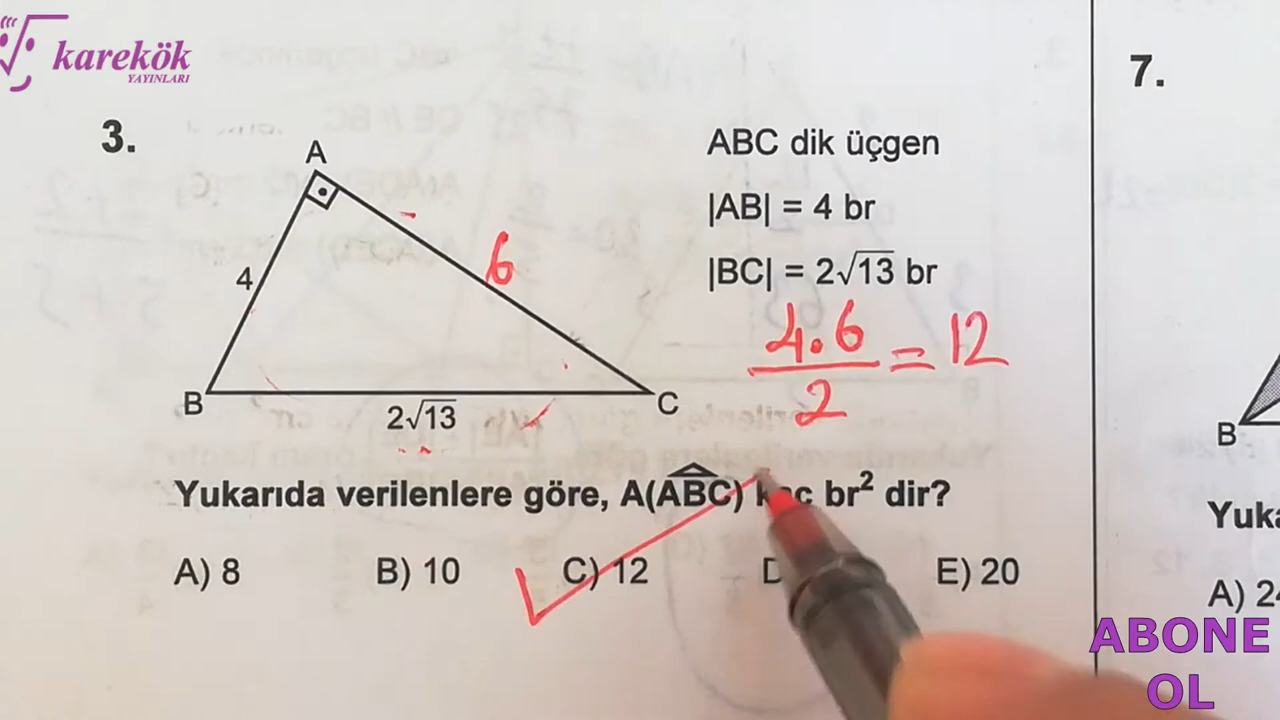 karekök
YAYINLARI
3.
A
4
6
B
2√13
C
ABC dik üçgen
|AB| = 4 br
|BC| = 2√13 br
4.6
2
= 12
Yukarıda verilenlere göre, A(ABC) kaç br² dir?
A) 8
B) 10
C) 12
D
E) 20
7.
B
Yuka
A) 24
ABONE
OL